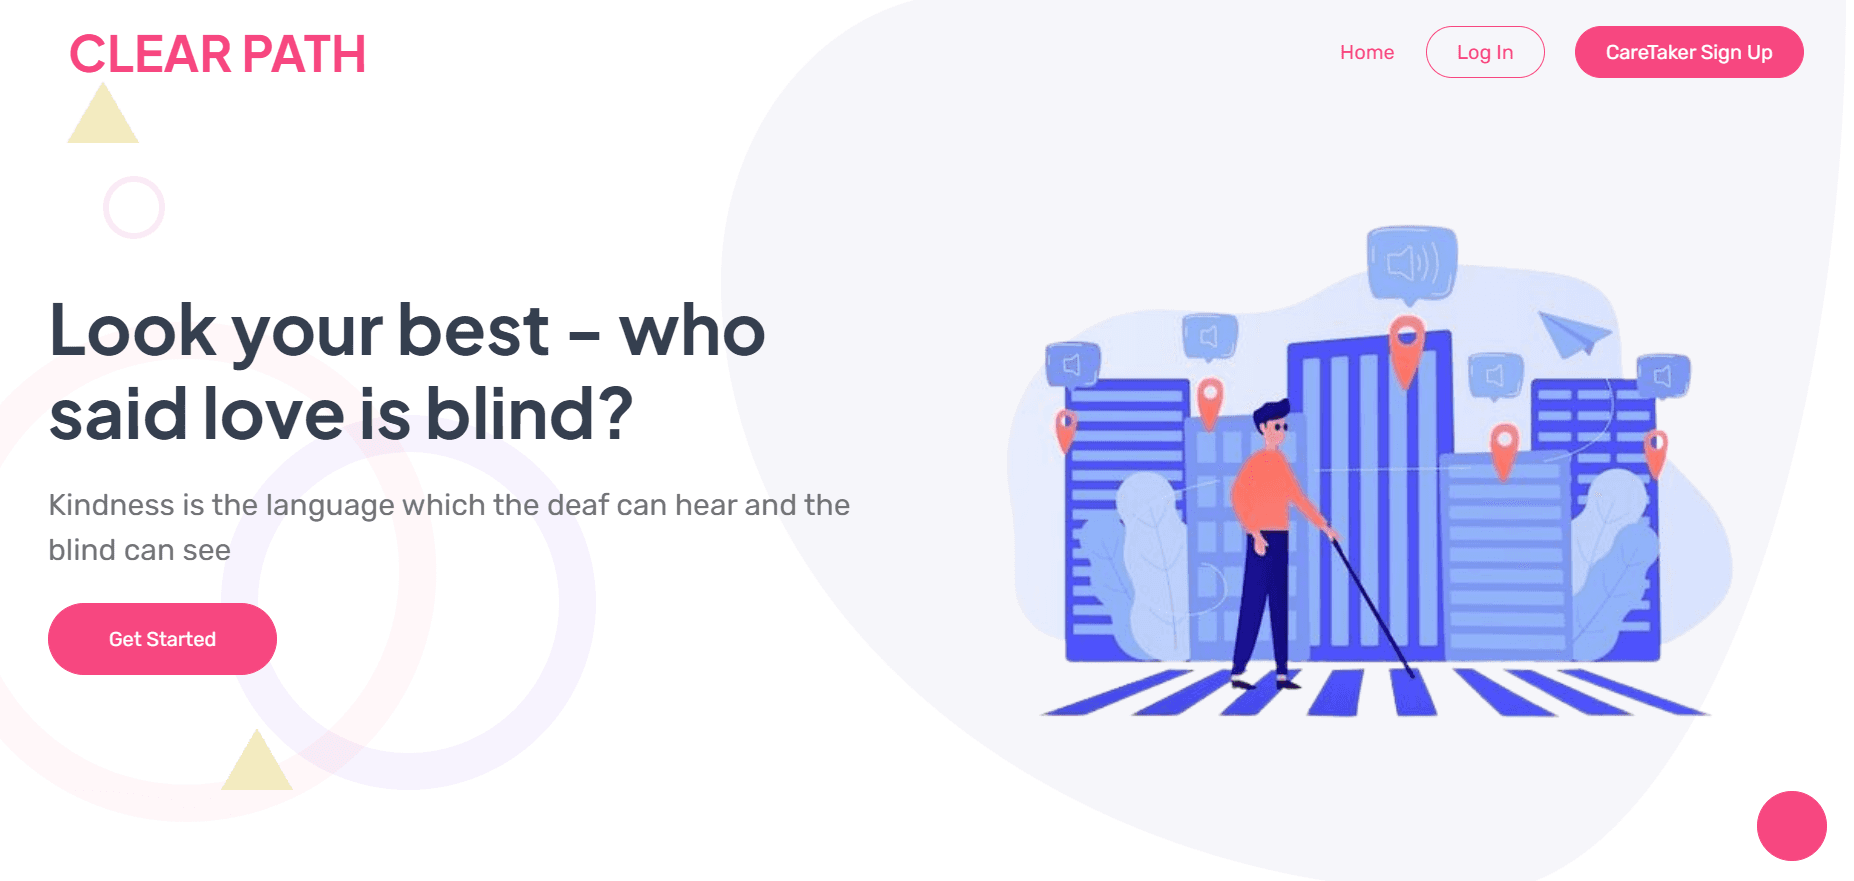 CLEAR PATH
Home
Log In
CareTaker Sign Up
Look your best – who
said love is blind?
Kindness is the language which the deaf can hear and the
blind can see
Get Started